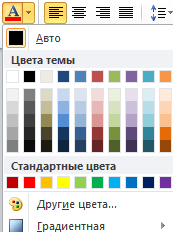 A
Авто
Цвета темы
Стандартные цвета
Другие цвета...
Градиентная